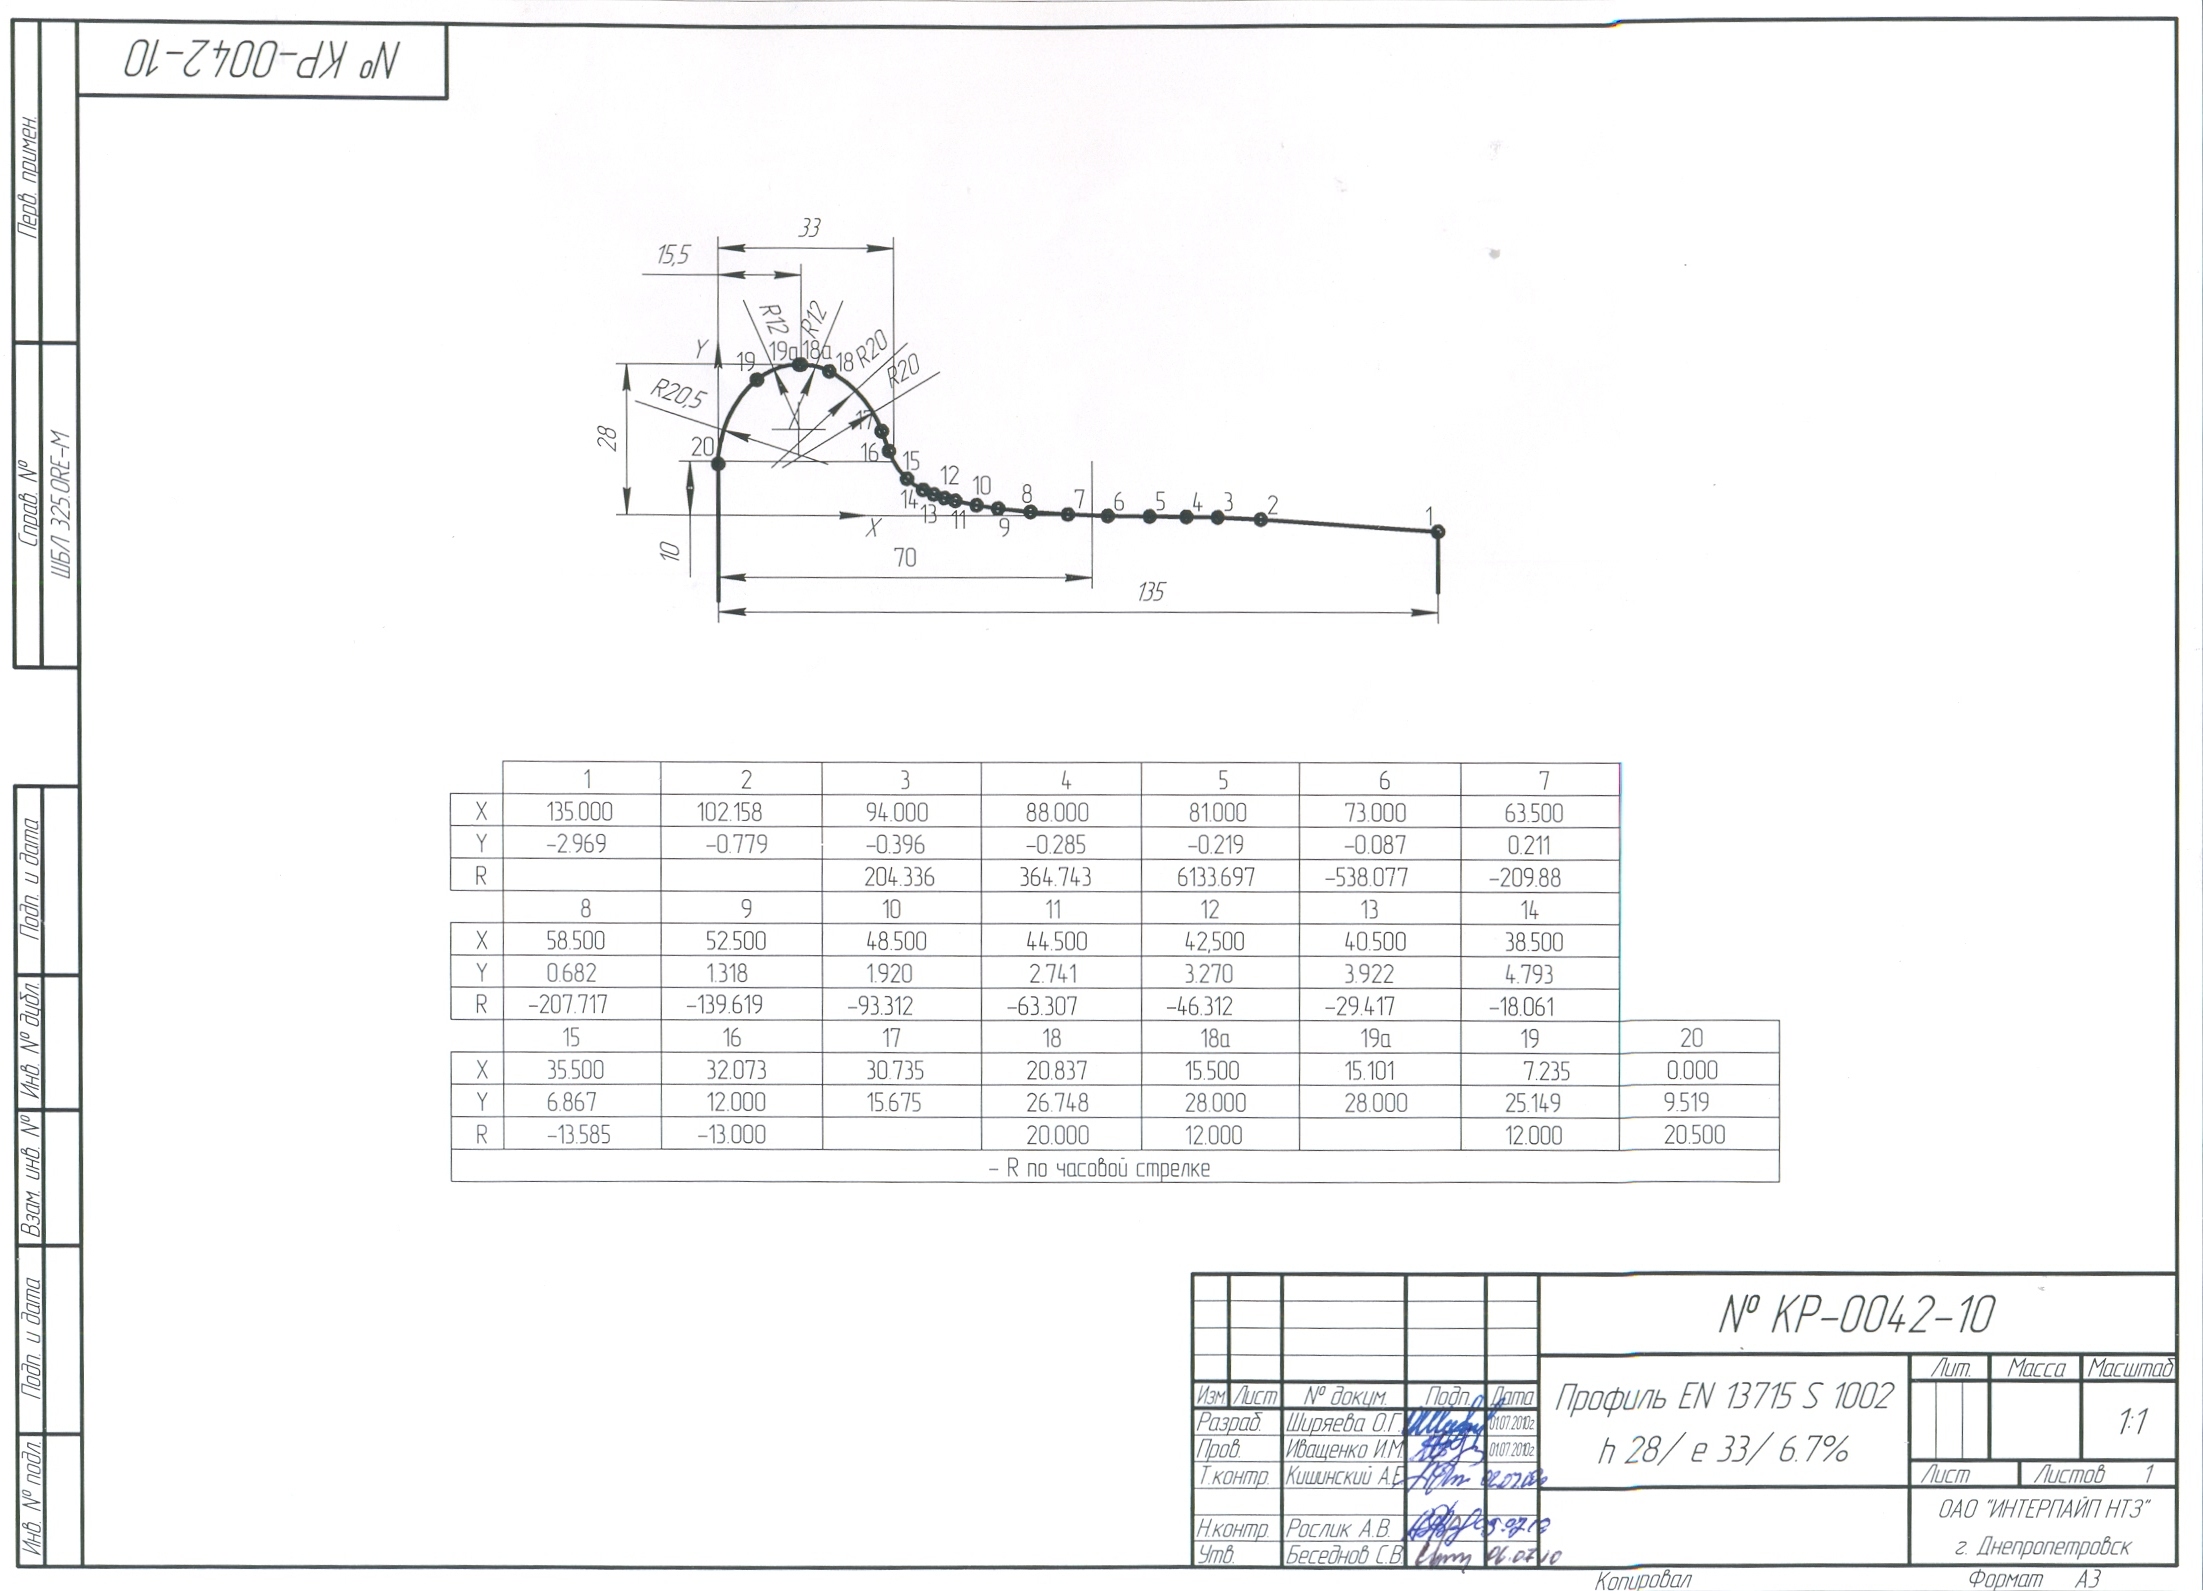 № КР-0042-10
Перв. примен.
Справ. №
ШБЛ 325.ORE-M
Подп. и дата
Инв. № дубл.
Взам. инв. №
Подп. и дата
Инв. № подл.
33
15,5
R12
R12
R20
R20
R20,5
Y
X
28
10
70
135
20
19
19а
18а
18
17
16
15
14
13
12
11
10
9
8
7
6
5
4
3
2
1
1 2 3 4 5 6 7
X 135.000 102.158 94.000 88.000 81.000 73.000 63.500
Y -2.969 -0.779 -0.396 -0.285 -0.219 -0.087 0.211
R 204.336 364.743 6133.697 -538.077 -209.88
8 9 10 11 12 13 14
X 58.500 52.500 48.500 44.500 42,500 40.500 38.500
Y 0.682 1.318 1.920 2.741 3.270 3.922 4.793
R -207.717 -139.619 -93.312 -63.307 -46.312 -29.417 -18.061
15 16 17 18 18а 19а 19 20
X 35.500 32.073 30.735 20.837 15.500 15.101 7.235 0.000
Y 6.867 12.000 15.675 26.748 28.000 28.000 25.149 9.519
R -13.585 -13.000 20.000 12.000 12.000 20.500
- R по часовой стрелке
№ КР-0042-10
Изм Лист № докум. Подп. Дата
Разраб. Ширяева О.Г. 01.07.2010г.
Пров. Иващенко И.М. 01.07.2010г.
Т.контр. Кишинский А.Е.
Н.контр. Рослик А.В.
Утв. Беседнов С.В. 06.07.10
Профиль EN 13715 S 1002
h 28/ e 33/ 6.7%
Лит. Масса Масштаб
1:1
Лист Листов 1
ОАО "ИНТЕРПАЙП НТЗ"
г. Днепропетровск
Копировал Формат А3